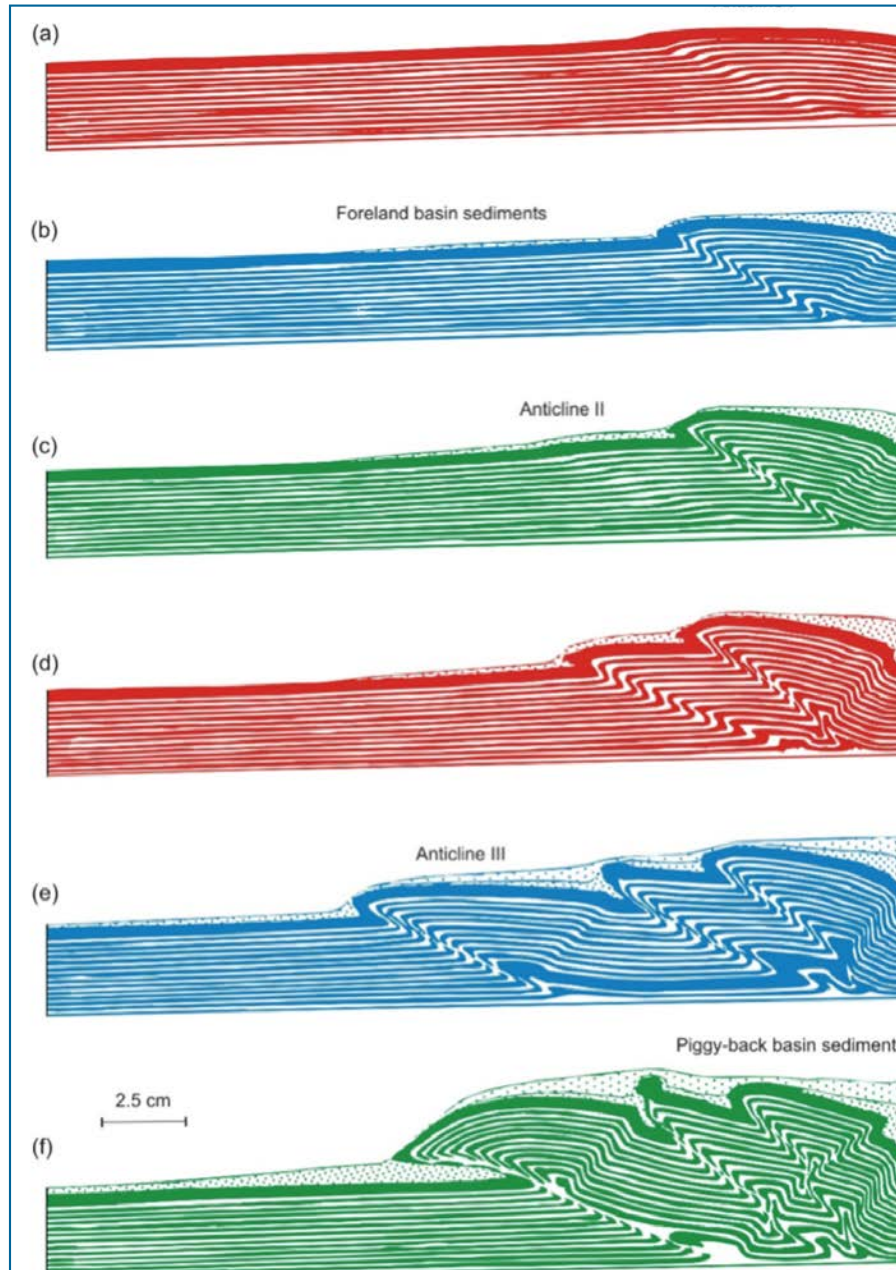 (a)
Foreland basin sediments
(b)
Anticline II
(c)
(d)
Anticline III
(e)
Piggy-back basin sediment
2.5 cm
(f)